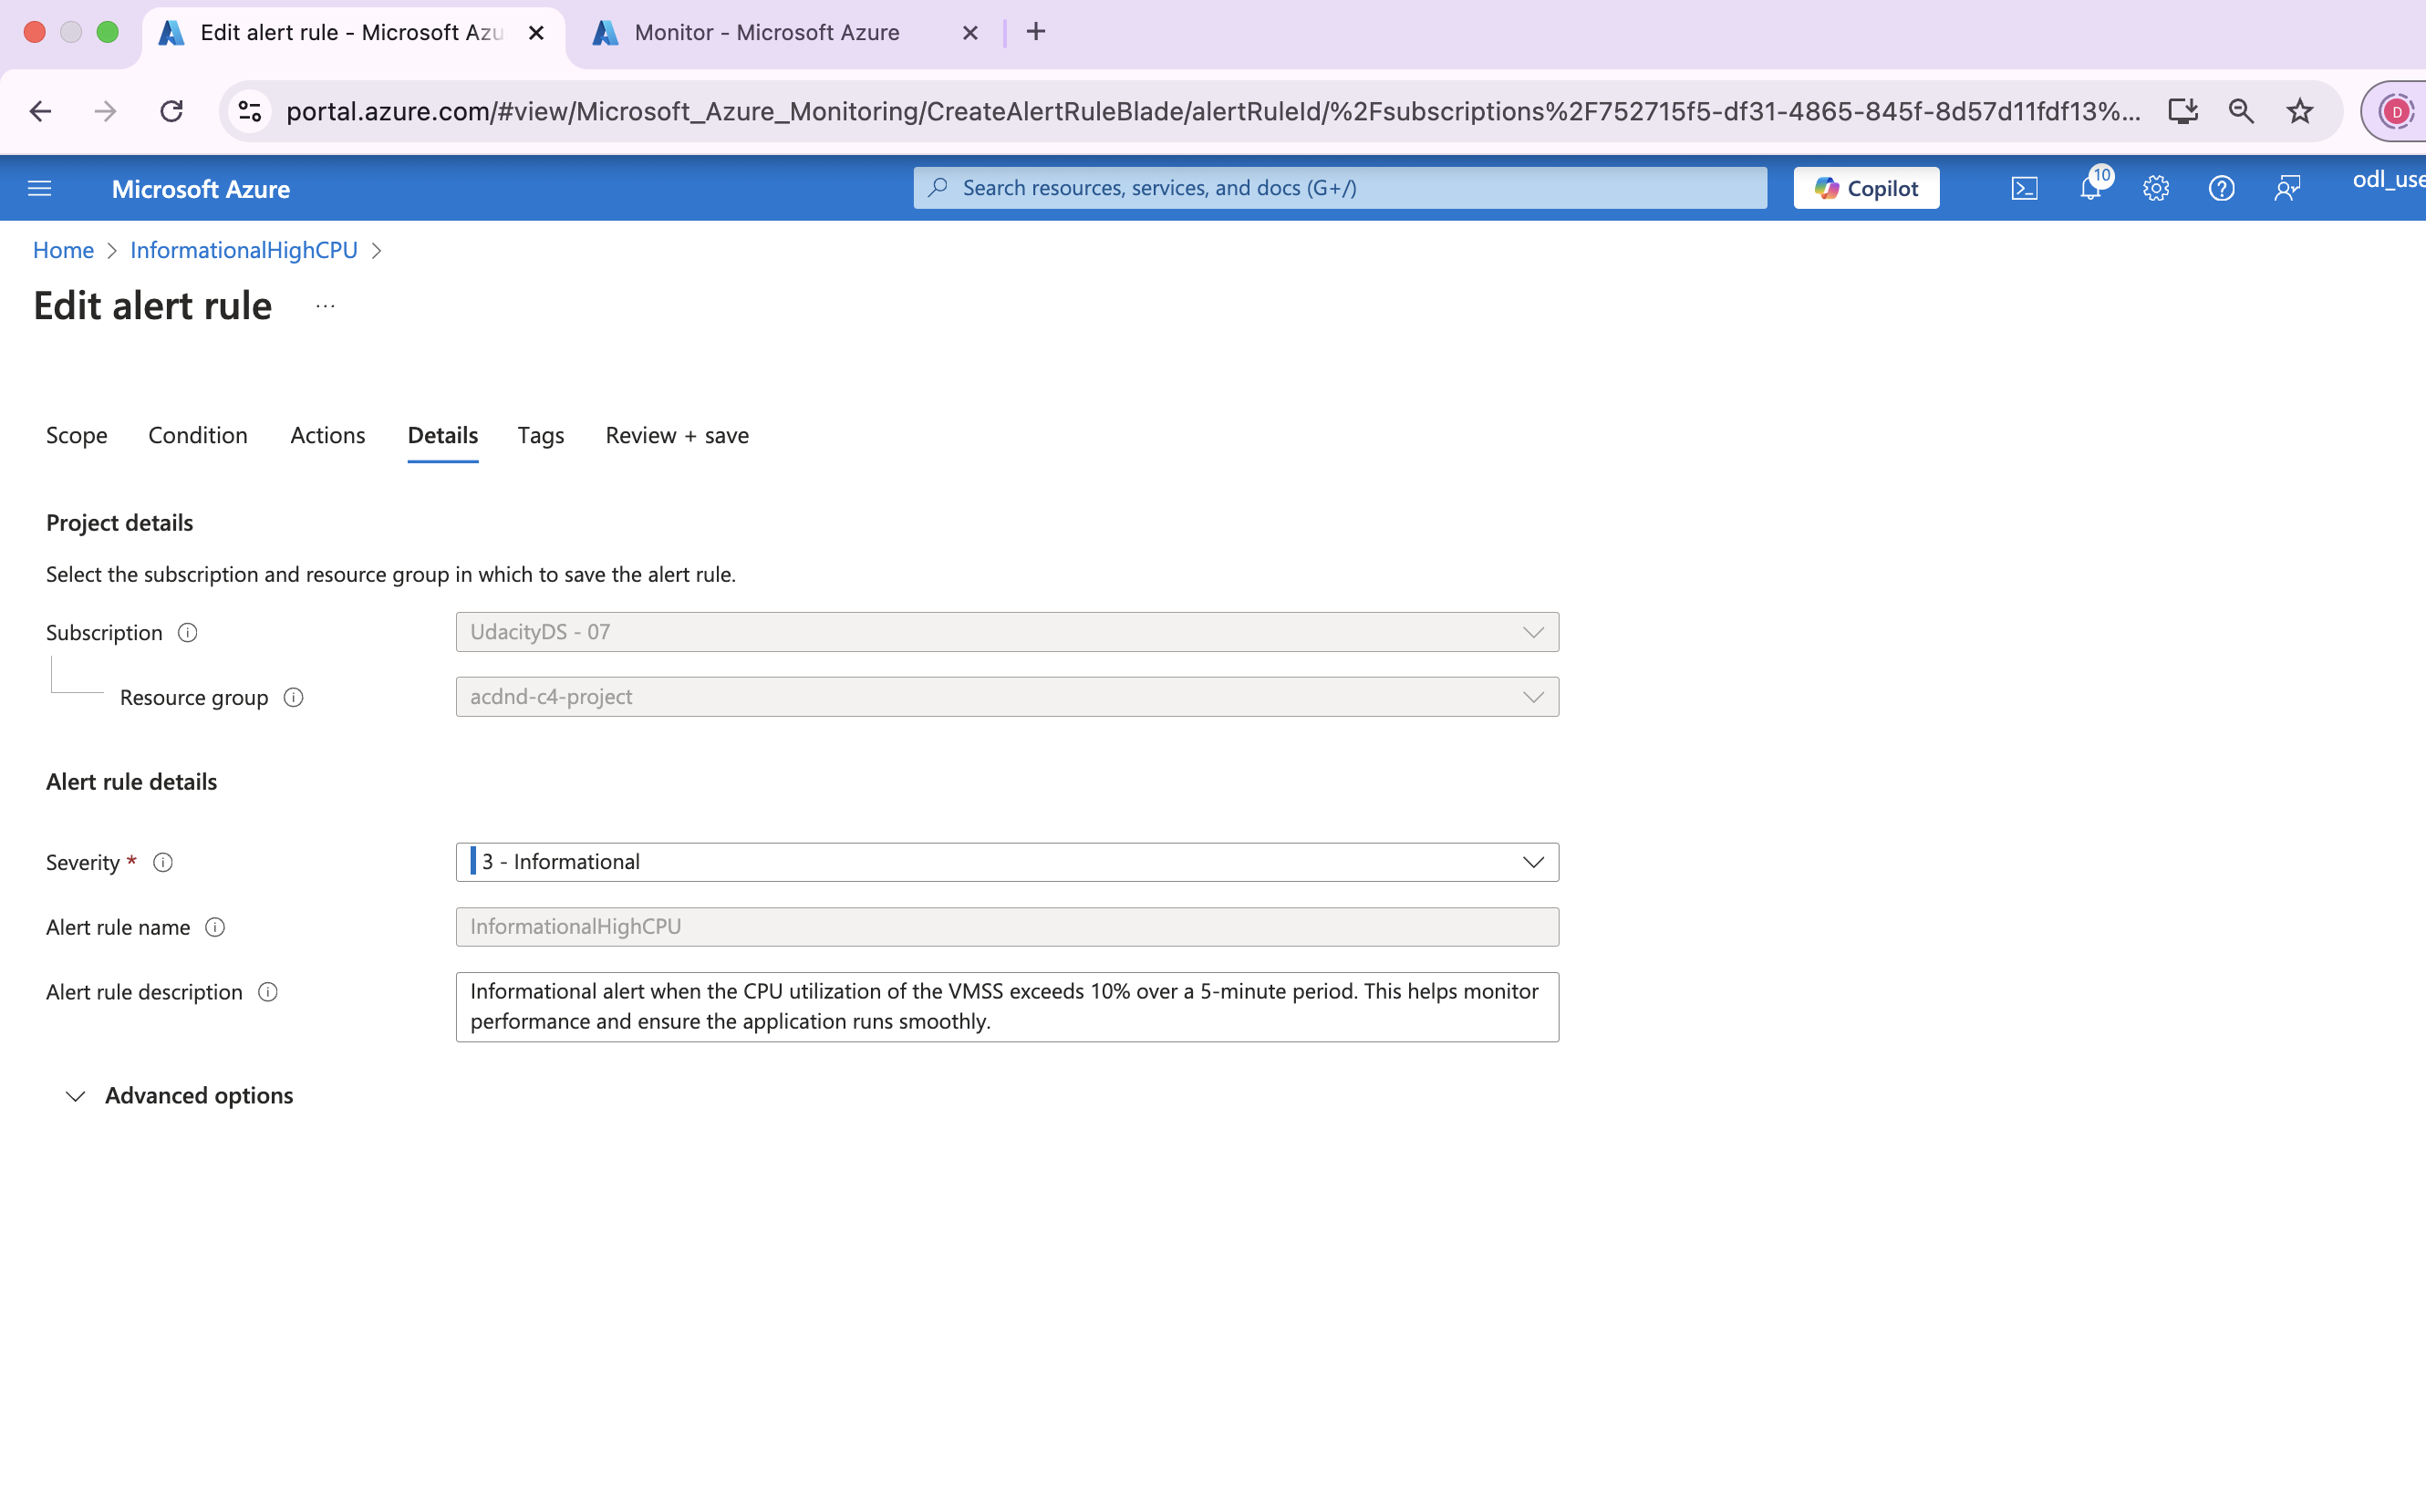 Edit alert rule - Microsoft Azu
Monitor - Microsoft Azure
portal.azure.com/#view/Microsoft_Azure_Monitoring/CreateAlertRuleBlade/alertRuleId/%2Fsubscriptions%2F752715f5-df31-4865-845f-8d57d11fdf13%...
D
Microsoft Azure
Search resources, services, and docs (G+/)
Copilot
10
odl_use
Home > InformationalHighCPU >
Edit alert rule ...
Scope Condition Actions Details Tags Review + save
Project details
Select the subscription and resource group in which to save the alert rule.
Subscription UdacityDS - 07
Resource group acdnd-c4-project
Alert rule details
Severity * 3 - Informational
Alert rule name InformationalHighCPU
Alert rule description Informational alert when the CPU utilization of the VMSS exceeds 10% over a 5-minute period. This helps monitor
performance and ensure the application runs smoothly.
Advanced options